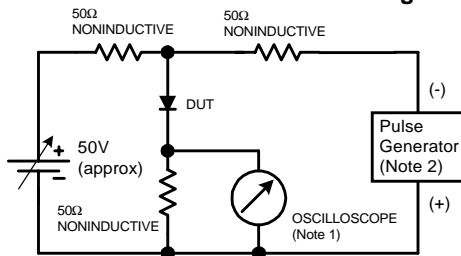 50Ω
NONINDUCTIVE
50Ω
NONINDUCTIVE
(-)
DUT
Pulse
Generator
(Note 2)
50V
(approx)
+
-
50Ω
NONINDUCTIVE
(+)
OSCILLOSCOPE
(Note 1)